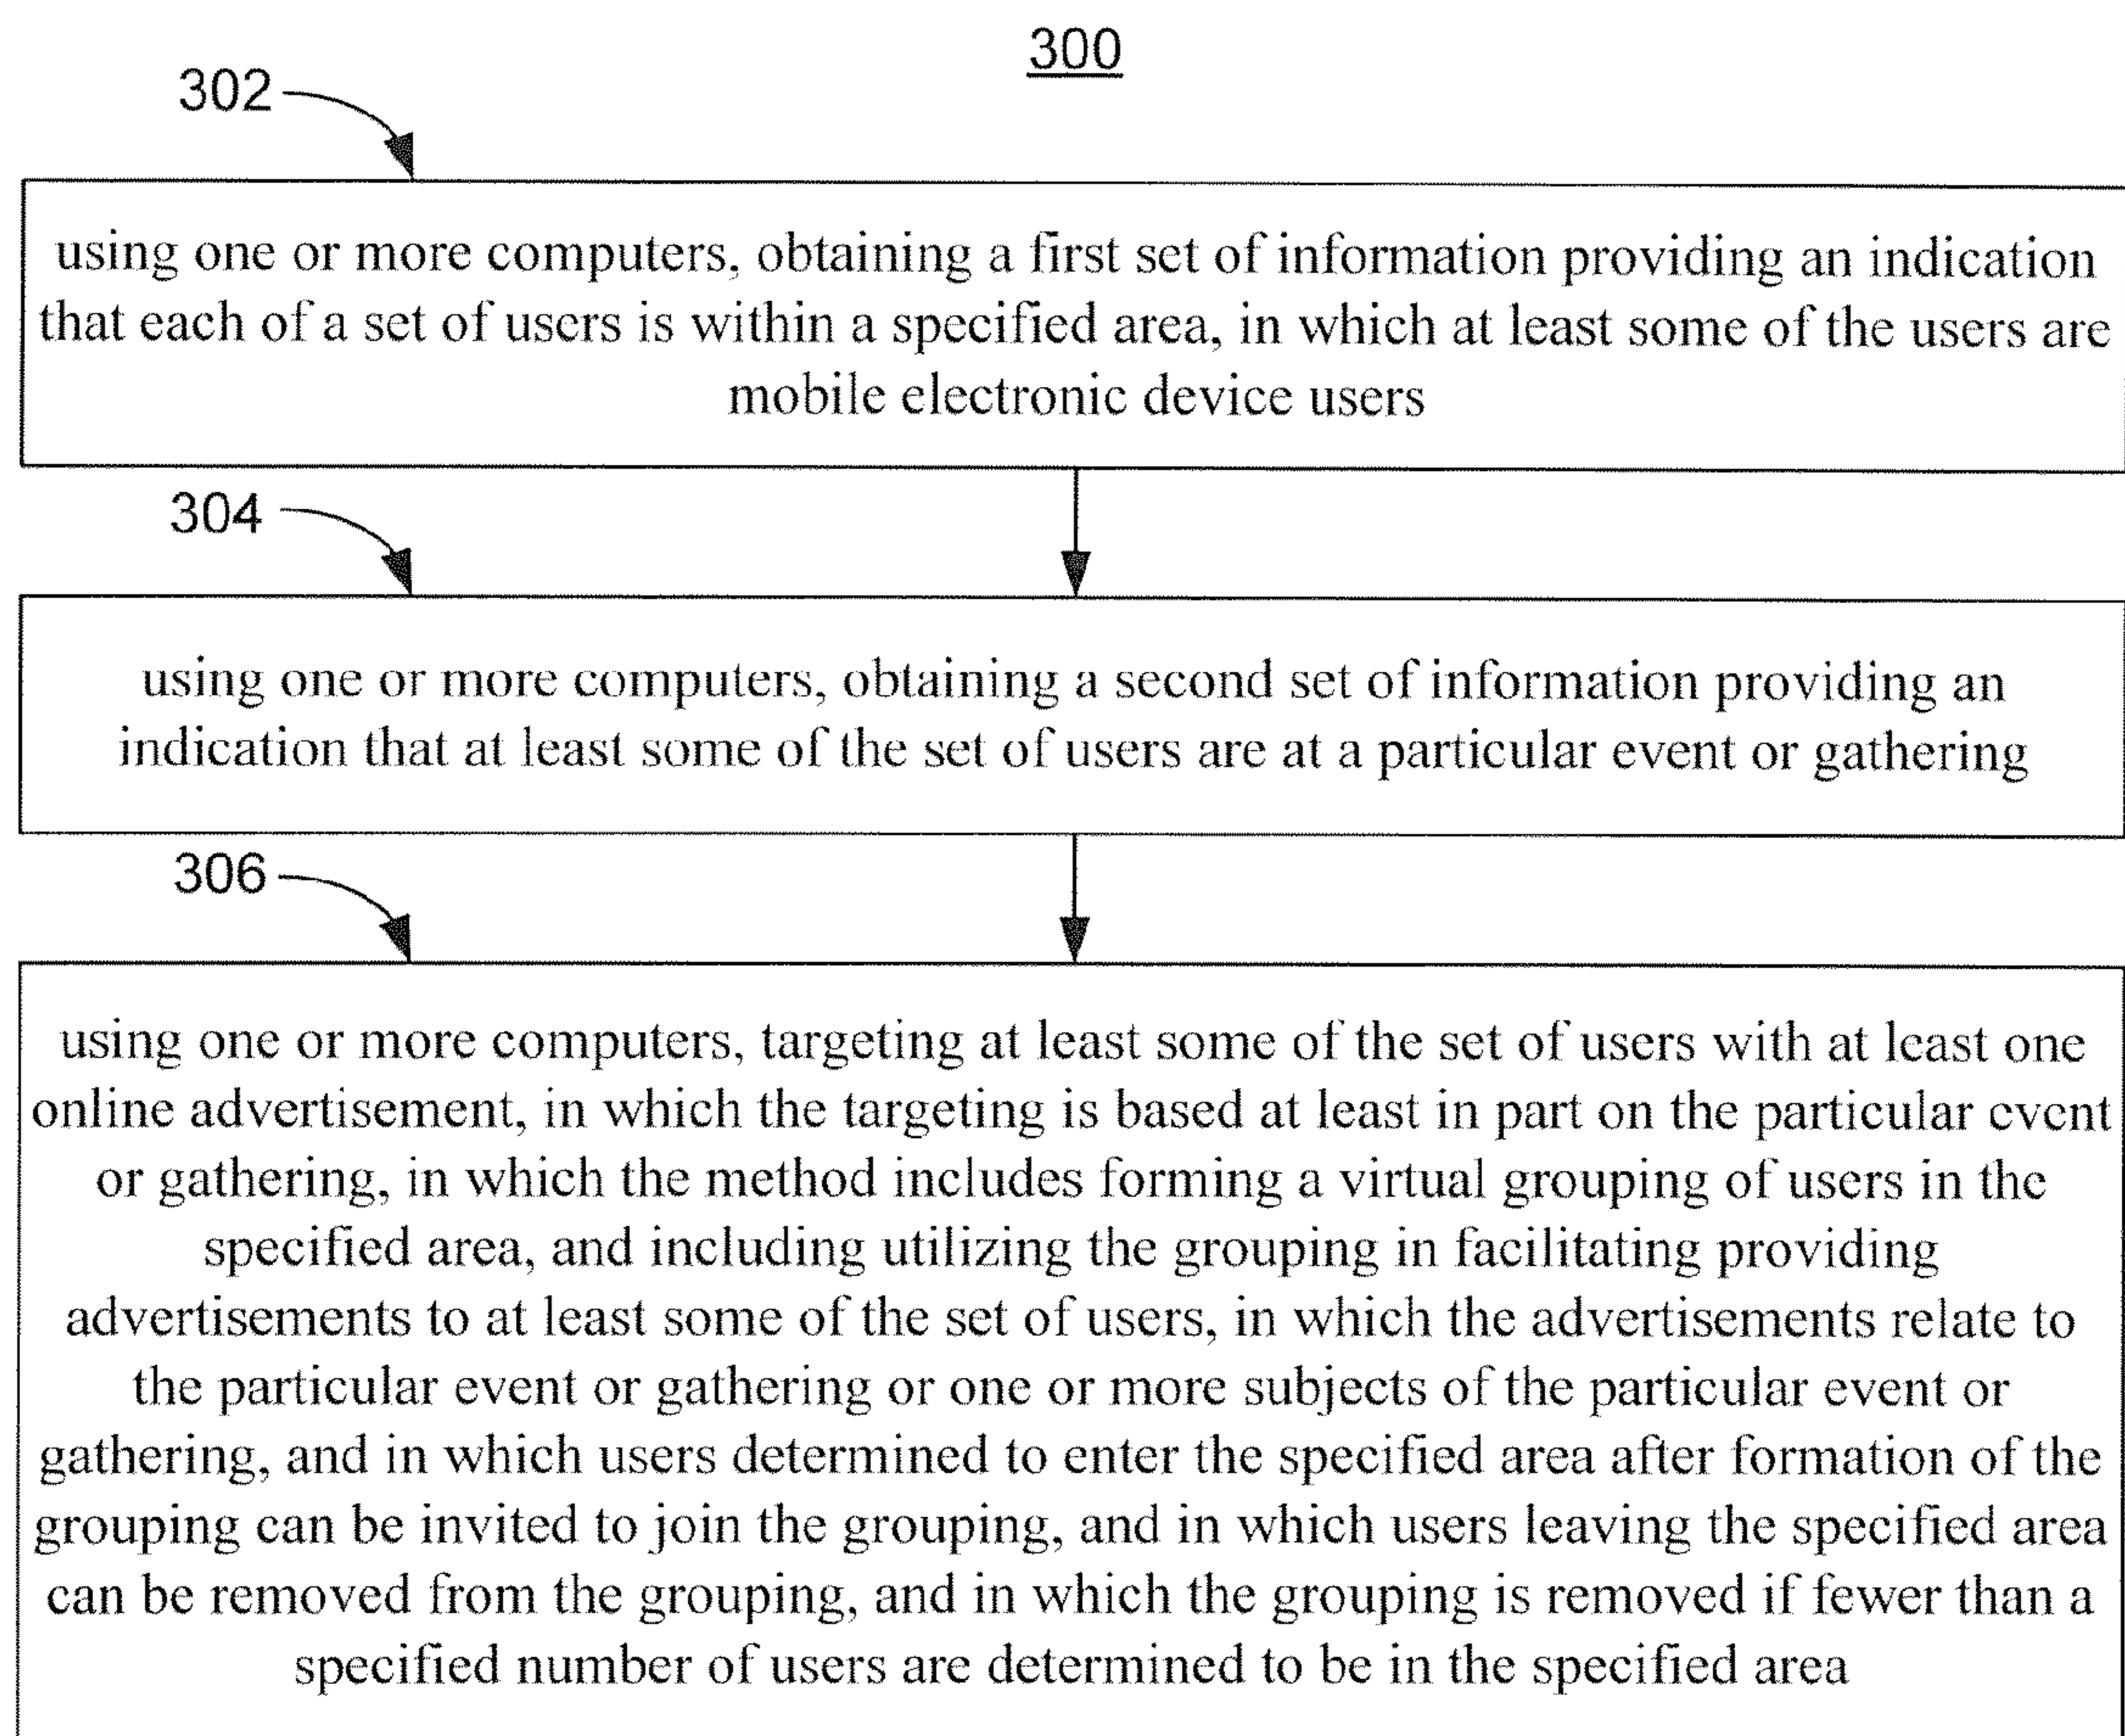 300
302
using one or more computers, obtaining a first set of information providing an indication
that each of a set of users is within a specified area, in which at least some of the users are
mobile electronic device users
304
using one or more computers, obtaining a second set of information providing an
indication that at least some of the set of users are at a particular event or gathering
306
using one or more computers, targeting at least some of the set of users with at least one
online advertisement, in which the targeting is based at least in part on the particular event
or gathering, in which the method includes forming a virtual grouping of users in the
specified area, and including utilizing the grouping in facilitating providing
advertisements to at least some of the set of users, in which the advertisements relate to
the particular event or gathering or one or more subjects of the particular event or
gathering, and in which users determined to enter the specified area after formation of the
grouping can be invited to join the grouping, and in which users leaving the specified area
can be removed from the grouping, and in which the grouping is removed if fewer than a
specified number of users are determined to be in the specified area